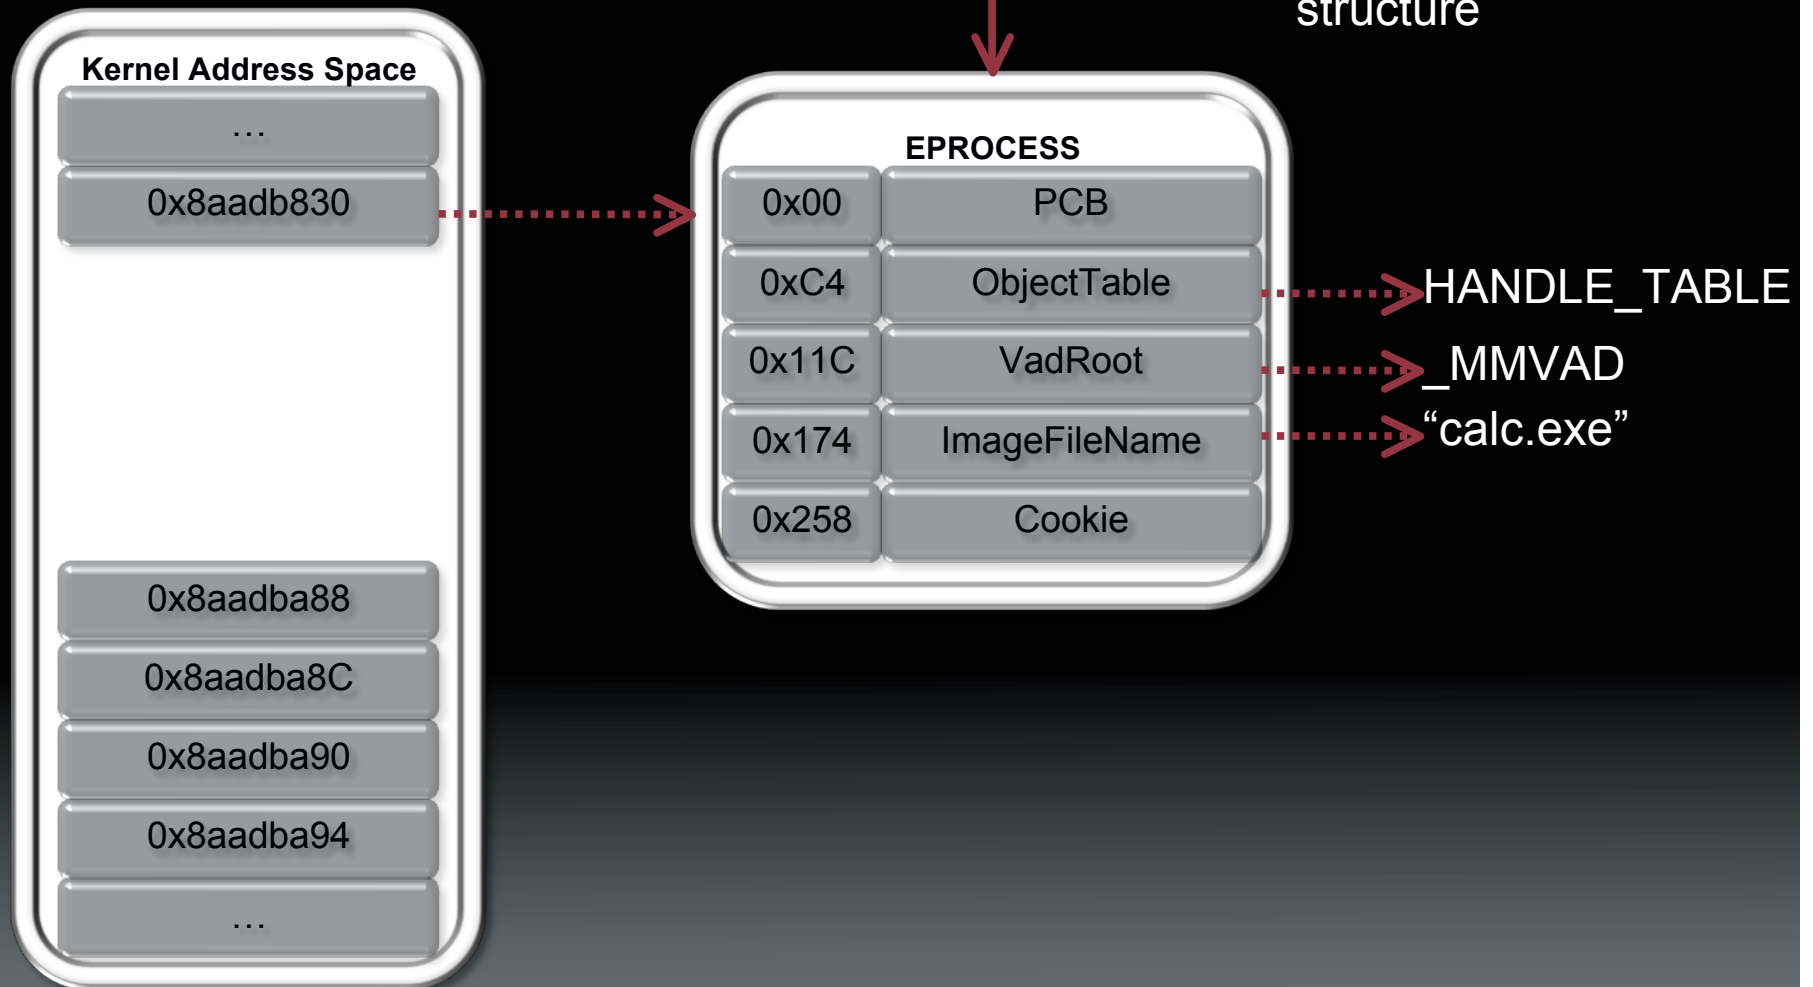 structure
Kernel Address Space
…
0x8aadb830
0x8aadba88
0x8aadba8C
0x8aadba90
0x8aadba94
…
EPROCESS
0x00 PCB
0xC4 ObjectTable
0x11C VadRoot
0x174 ImageFileName
0x258 Cookie
HANDLE_TABLE
_MMVAD
“calc.exe”